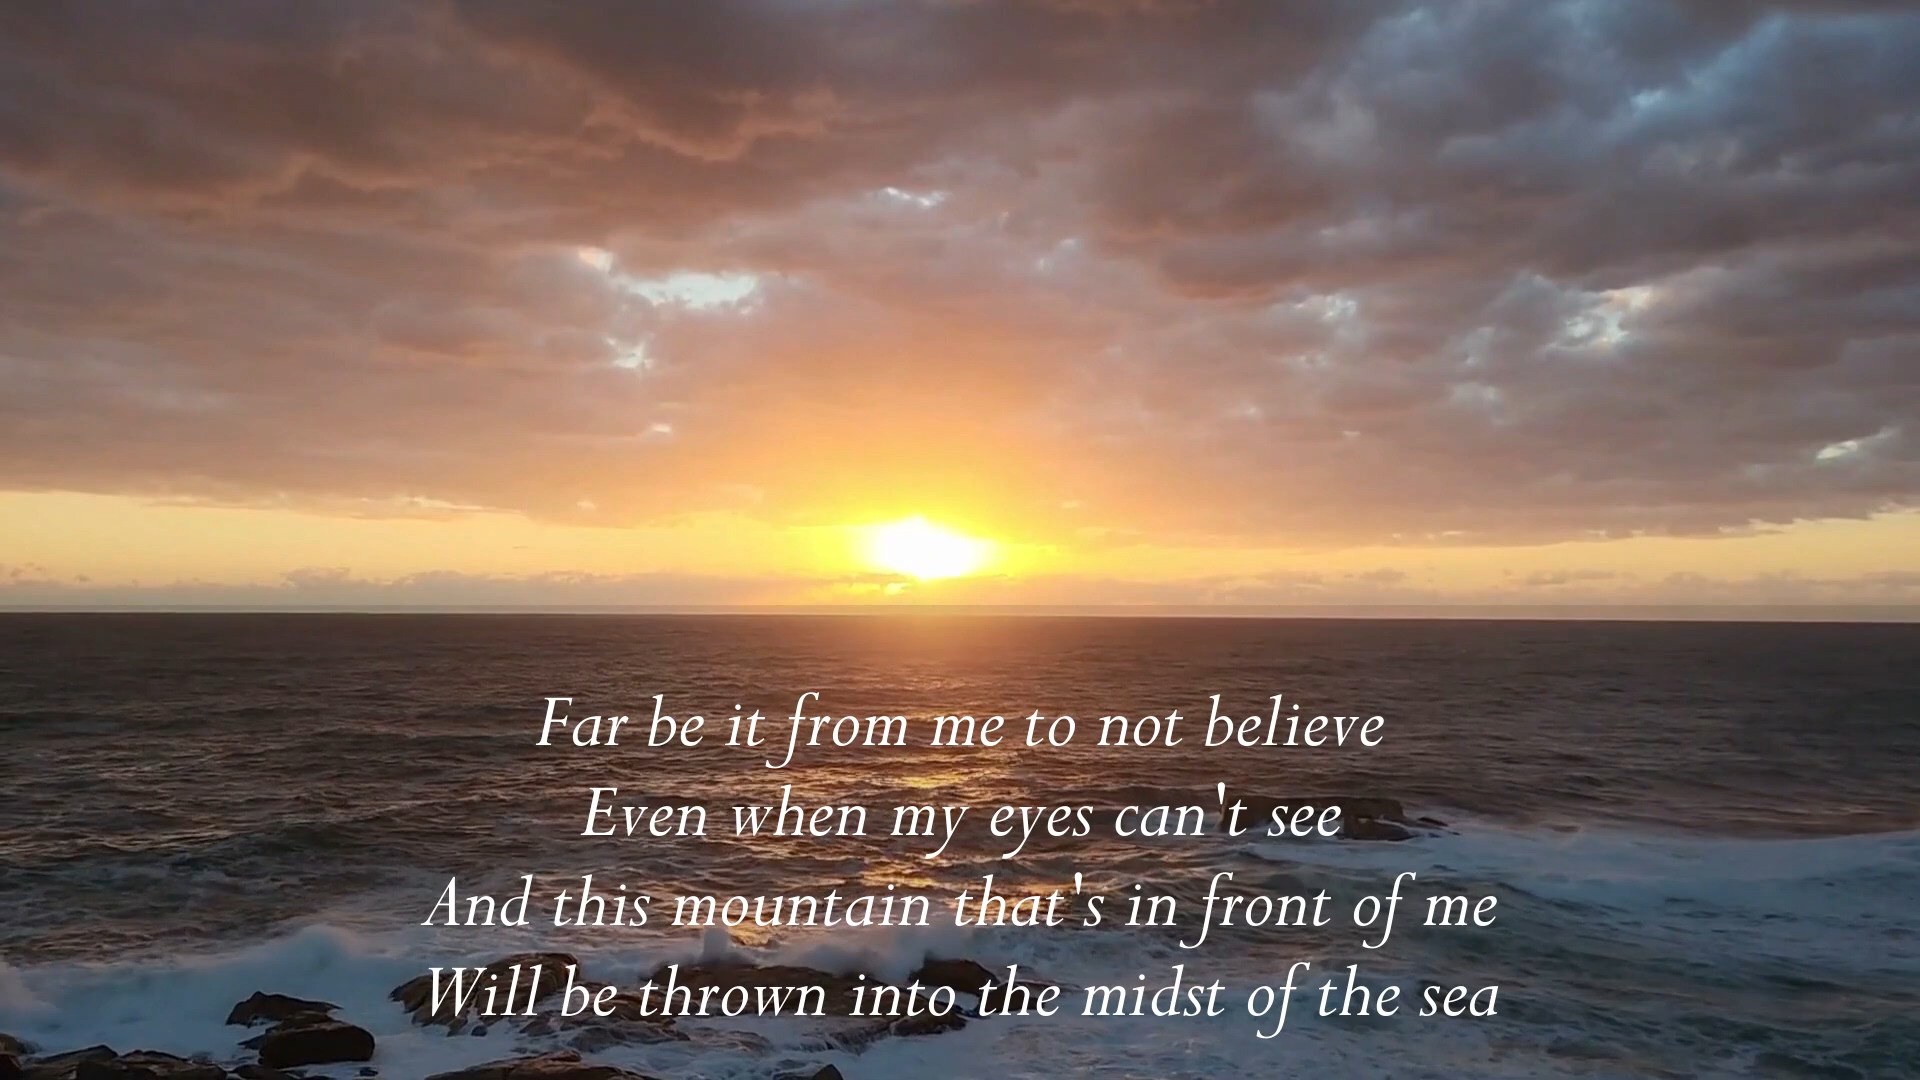 Far be it from me to not believe
Even when my eyes can't see
And this mountain that's in front of me
Will be thrown into the midst of the sea